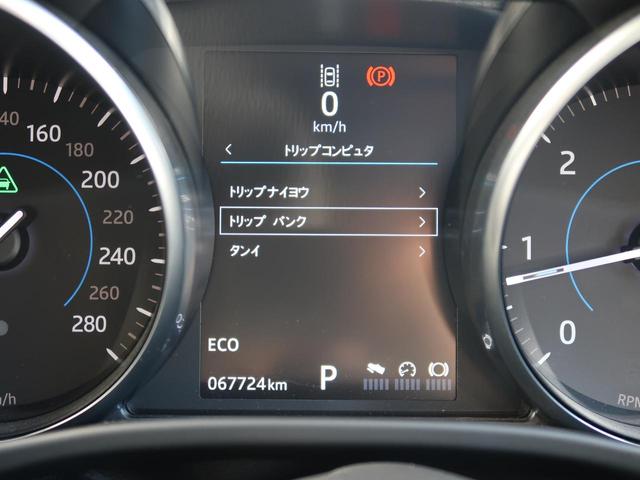 0
km/h
< トリップコンピュタ
トリップナイヨウ >
トリップ バンク >
タンイ >
ECO
067724 km P
160
180
200
220
240
260
280
2
1
0
RPM